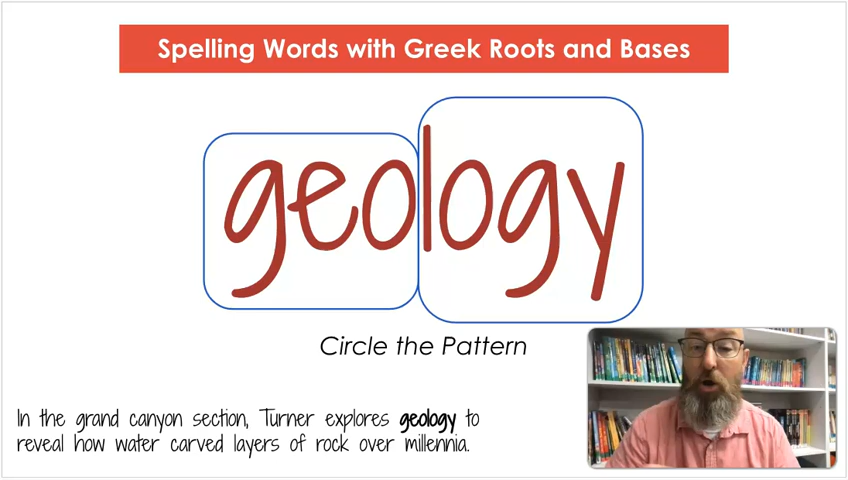 Spelling Words with Greek Roots and Bases
geology
Circle the Pattern
In the grand canyon section, Turner explores geology to
reveal how water carved layers of rock over millennia.